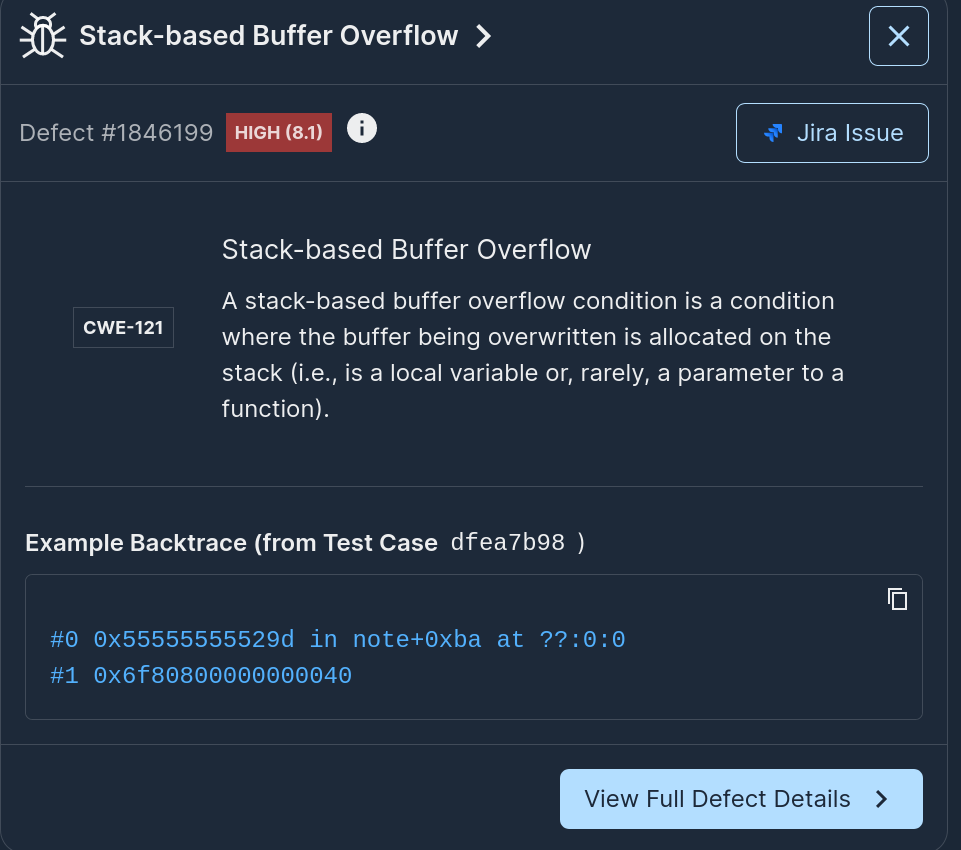 Stack-based Buffer Overflow
Defect #1846199 HIGH (8.1) Jira Issue
Stack-based Buffer Overflow
A stack-based buffer overflow condition is a condition
where the buffer being overwritten is allocated on the
stack (i.e., is a local variable or, rarely, a parameter to a
function).
CWE-121
Example Backtrace (from Test Case dfea7b98 )
#0 0x55555555529d in note+0xba at ??:0:0
#1 0x6f80800000000040
View Full Defect Details